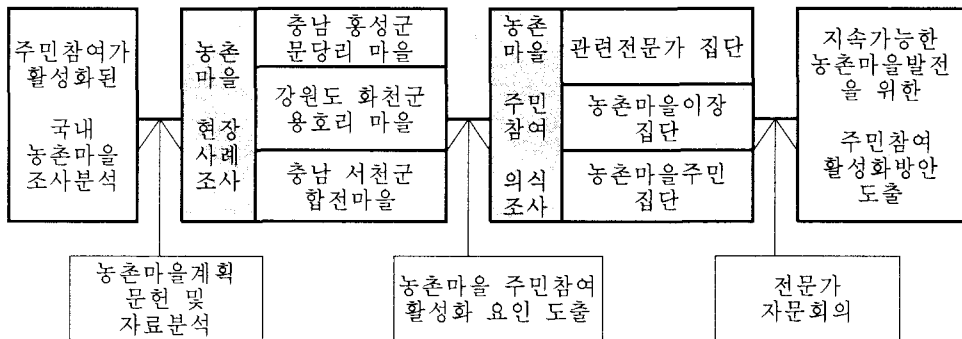 주민참여가
활성화된
국내
농촌마을
조사분석
농촌
마을
현장
사례
조사
충남 홍성군
문당리 마을
강원도 화천군
용호리 마을
충남 서천군
합전마을
농촌
마을
주민
참여
의식
조사
관련전문가 집단
농촌마을이장
집단
농촌마을주민
집단
지속가능한
농촌마을발전
을 위한
주민참여
활성화방안
도출
농촌마을계획
문헌 및
자료분석
농촌마을 주민참여
활성화 요인 도출
전문가
자문회의